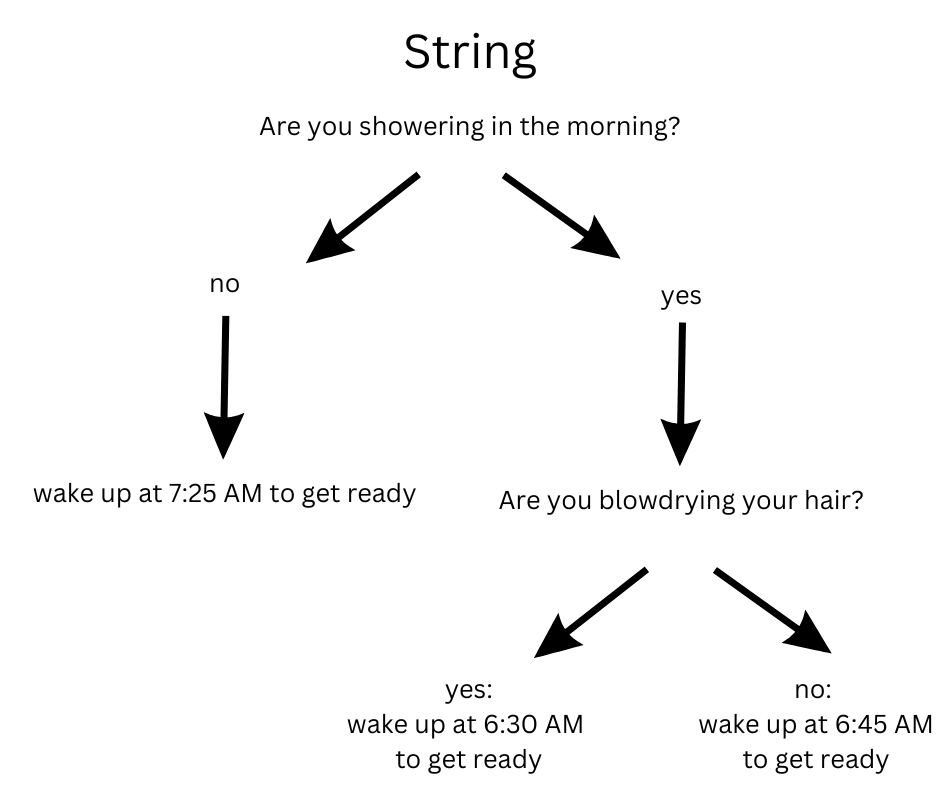 String
Are you showering in the morning?
no
yes
wake up at 7:25 AM to get ready
Are you blowdrying your hair?
yes:
wake up at 6:30 AM
to get ready
no:
wake up at 6:45 AM
to get ready